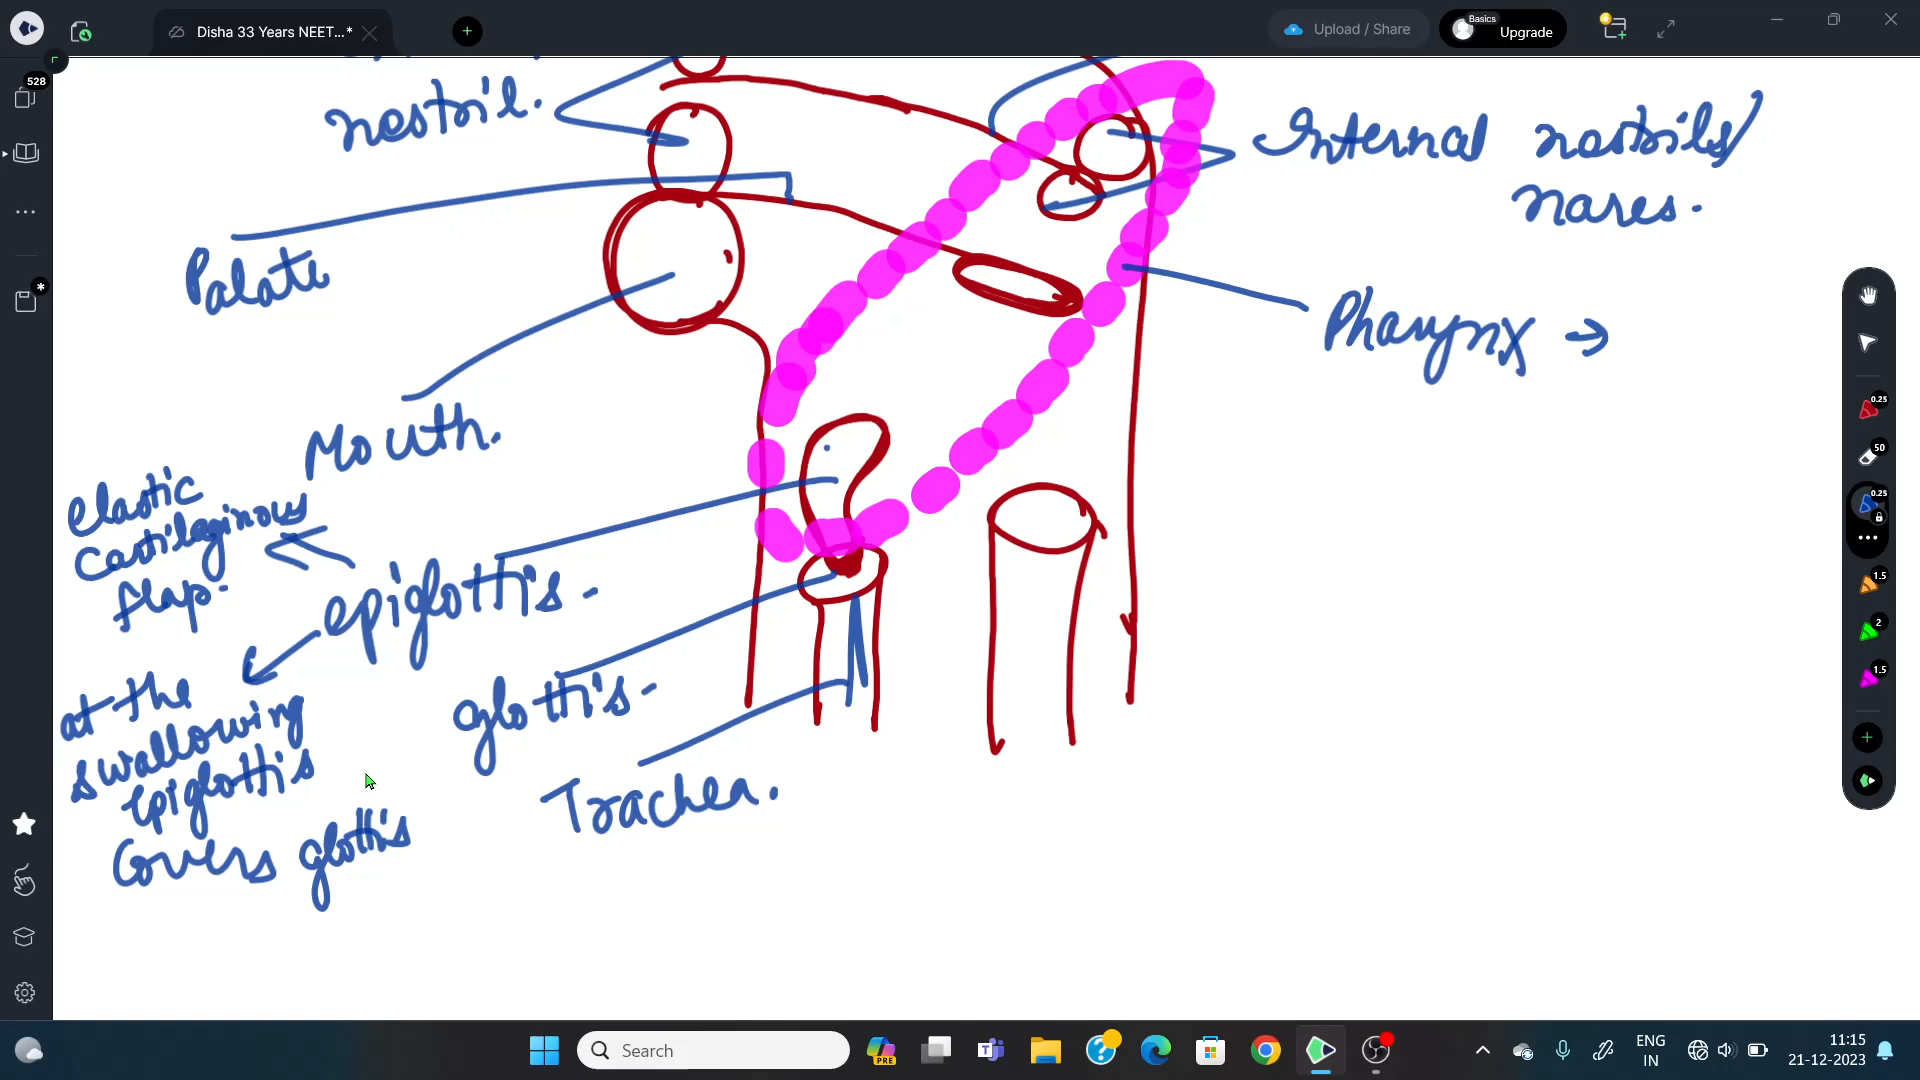 Disha 33 Years NEET...*
Upload / Share
Basics
Upgrade
528
nostril.
Internal nostrils/
nares.
Palate
Pharynx →
Mouth.
elastic
Cartilaginous
flap.
epiglottis -
at the
swallowing
Epiglottis
Covers glottis
glottis -
Trachea.
0.25
50
0.25
1.5
2
1.5
Search
PRE
ENG
IN
11:15
21-12-2023